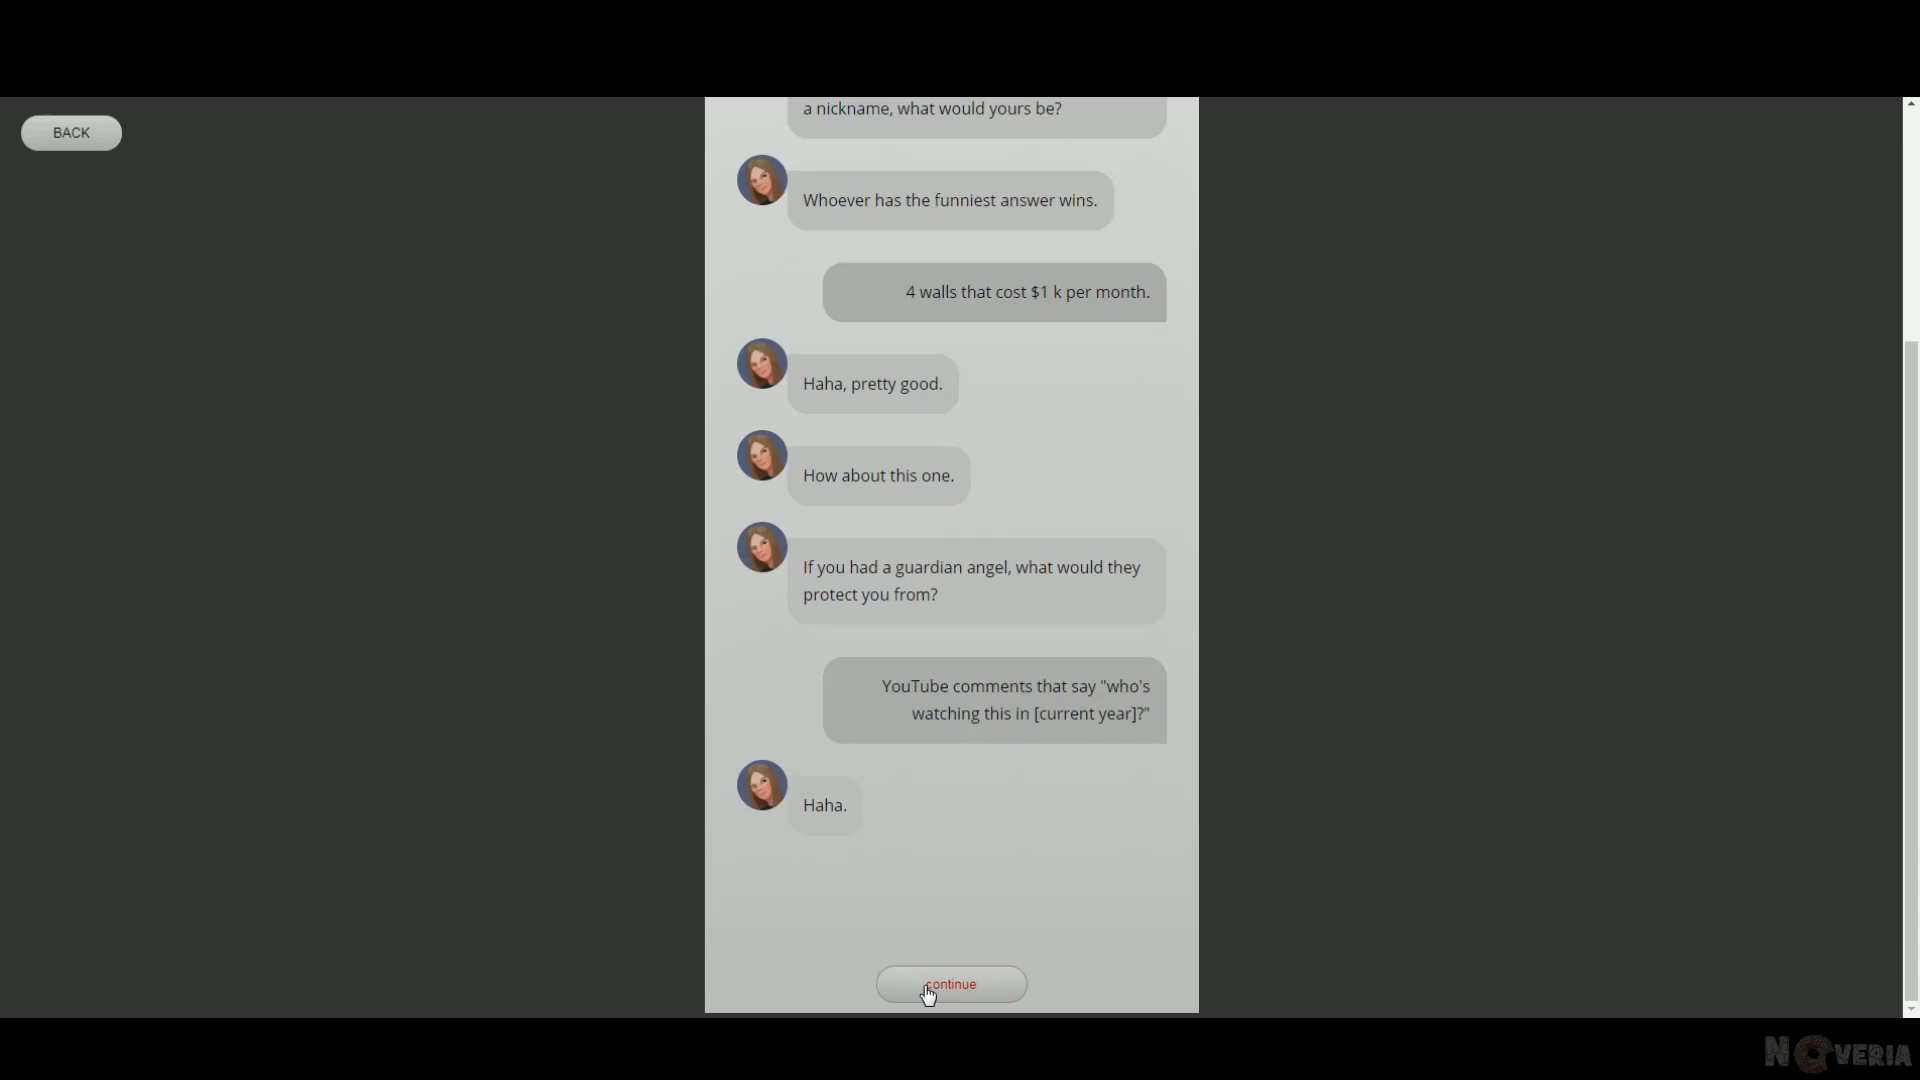 BACK
a nickname, what would yours be?
Whoever has the funniest answer wins.
4 walls that cost $1 k per month.
Haha, pretty good.
How about this one.
If you had a guardian angel, what would they
protect you from?
YouTube comments that say "who's
watching this in [current year]?"
Haha.
continue
NOVERIA